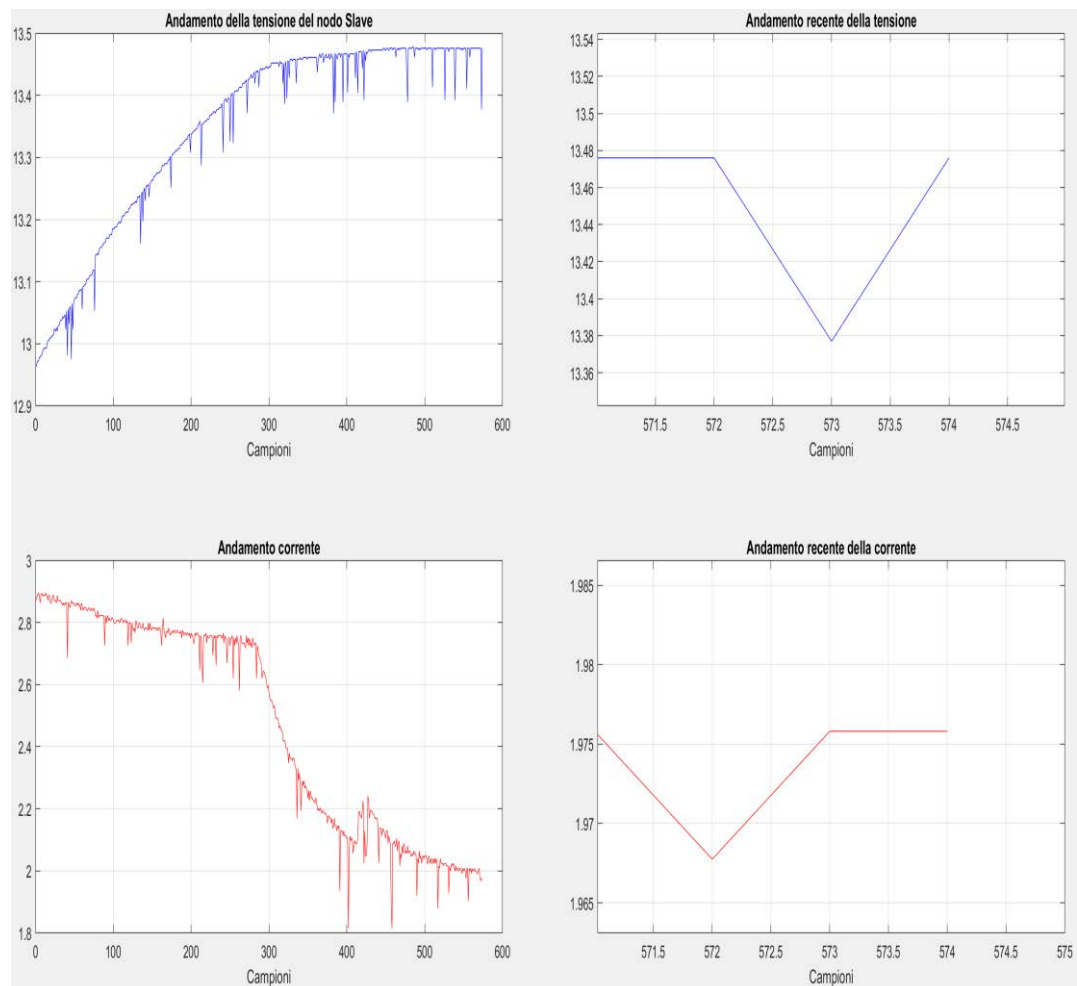 Andamento della tensione del nodo Slave
13.5
13.4
13.3
13.2
13.1
13
12.9
0 100 200 300 400 500 600
Campioni
Andamento recente della tensione
13.54
13.52
13.5
13.48
13.46
13.44
13.42
13.4
13.38
13.36
571.5 572 572.5 573 573.5 574 574.5
Campioni
Andamento corrente
3
2.8
2.6
2.4
2.2
2
1.8
0 100 200 300 400 500 600
Campioni
Andamento recente della corrente
1.985
1.98
1.975
1.97
1.965
571.5 572 572.5 573 573.5 574 574.5 575
Campioni